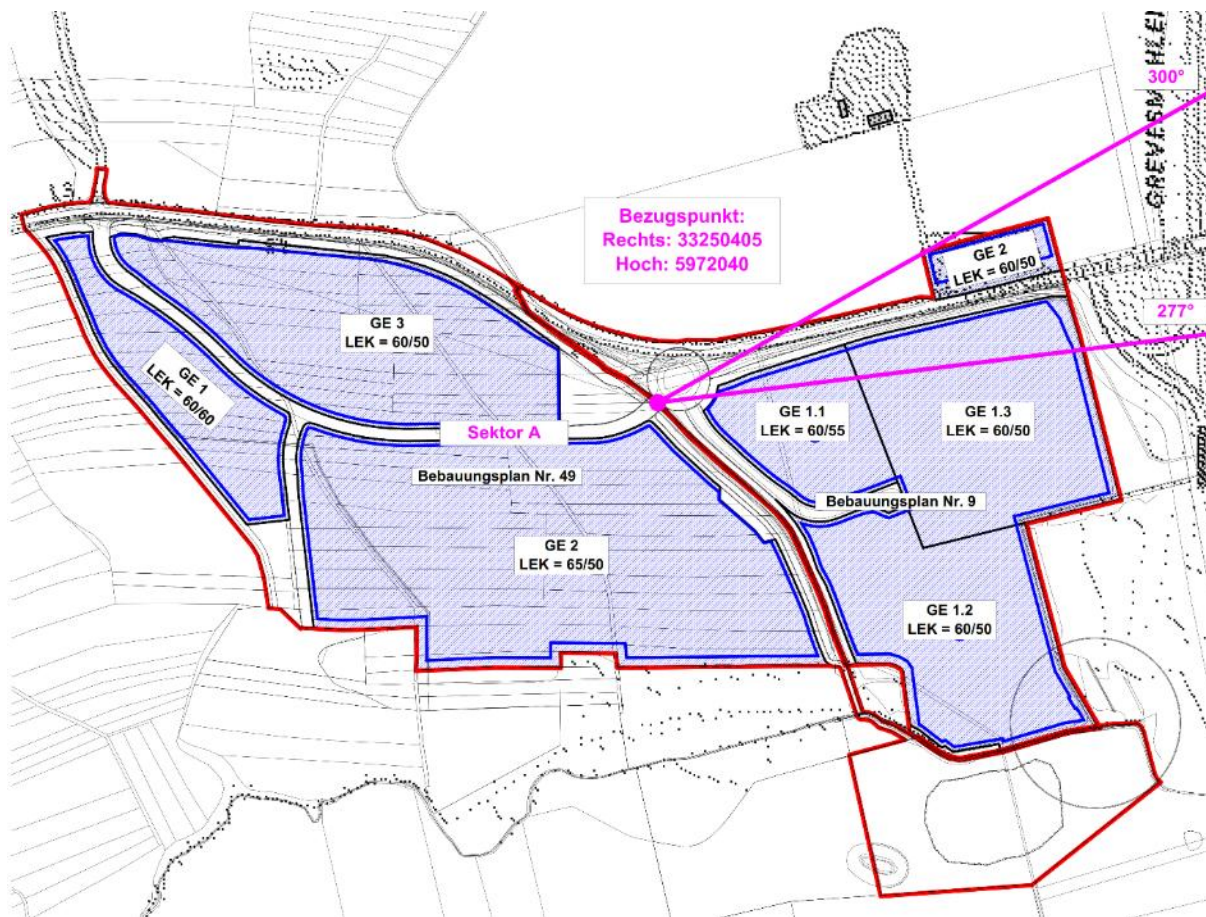 300°
Bezugspunkt:
Rechts: 33250405
Hoch: 5972040
GE 2
LEK = 60/50
277°
GE 3
LEK = 60/50
GE 1
LEK = 60/60
GE 1.1
LEK = 60/55
GE 1.3
LEK = 60/50
Sektor A
Bebauungsplan Nr. 49
Bebauungsplan Nr. 9
GE 2
LEK = 65/50
GE 1.2
LEK = 60/50